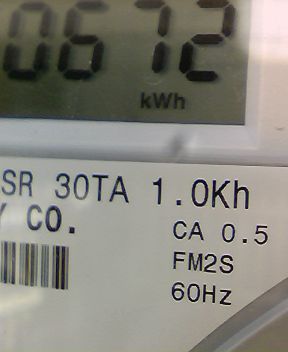 0672
kWh
SR 30TA 1.0Kh
Y CO.
CA 0.5
FM2S
60Hz